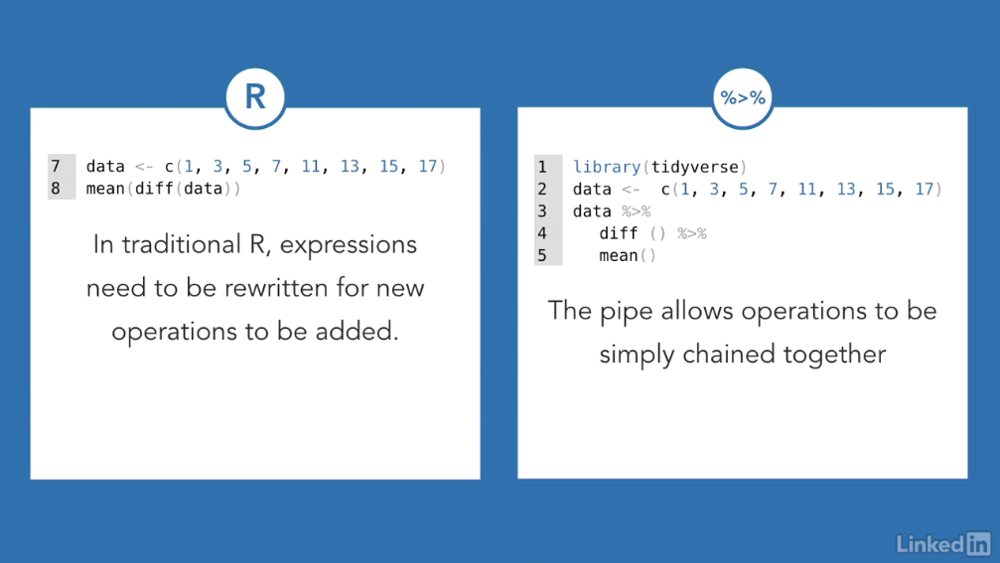 R
7 data <- c(1, 3, 5, 7, 11, 13, 15, 17)
8 mean(diff(data))
In traditional R, expressions
need to be rewritten for new
operations to be added.
%>%
1 library(tidyverse)
2 data <-  c(1, 3, 5, 7, 11, 13, 15, 17)
3 data %>%
4 diff () %>%
5 mean()
The pipe allows operations to be
simply chained together
Linked in